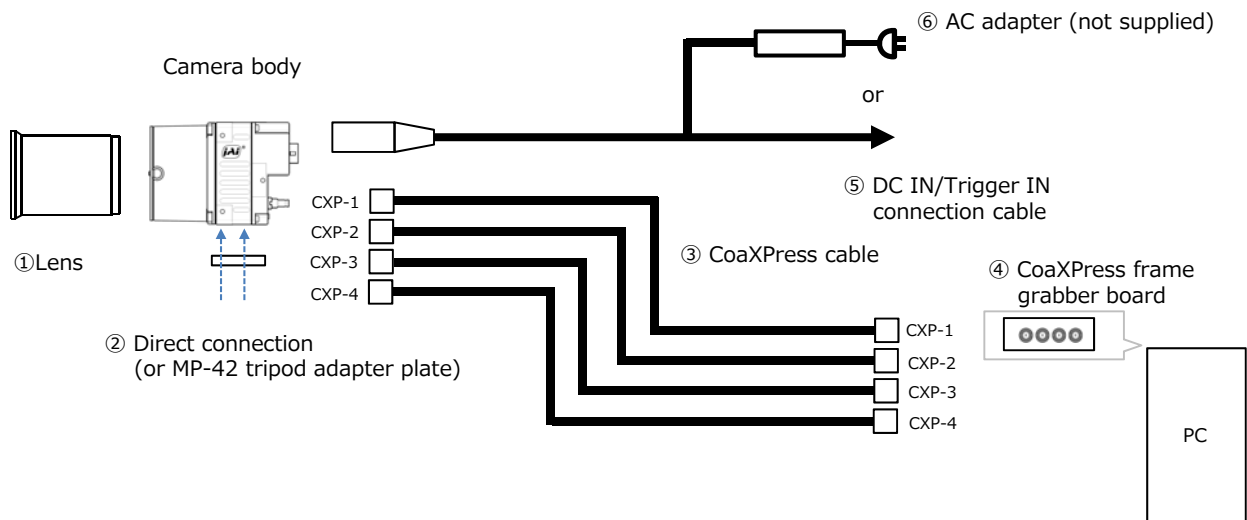 ⑥ AC adapter (not supplied)
Camera body
or
JAI
⑤ DC IN/Trigger IN
connection cable
CXP-1
CXP-2
CXP-3
CXP-4
①Lens
③ CoaXPress cable
④ CoaXPress frame
grabber board
② Direct connection
(or MP-42 tripod adapter plate)
CXP-1
CXP-2
CXP-3
CXP-4
PC